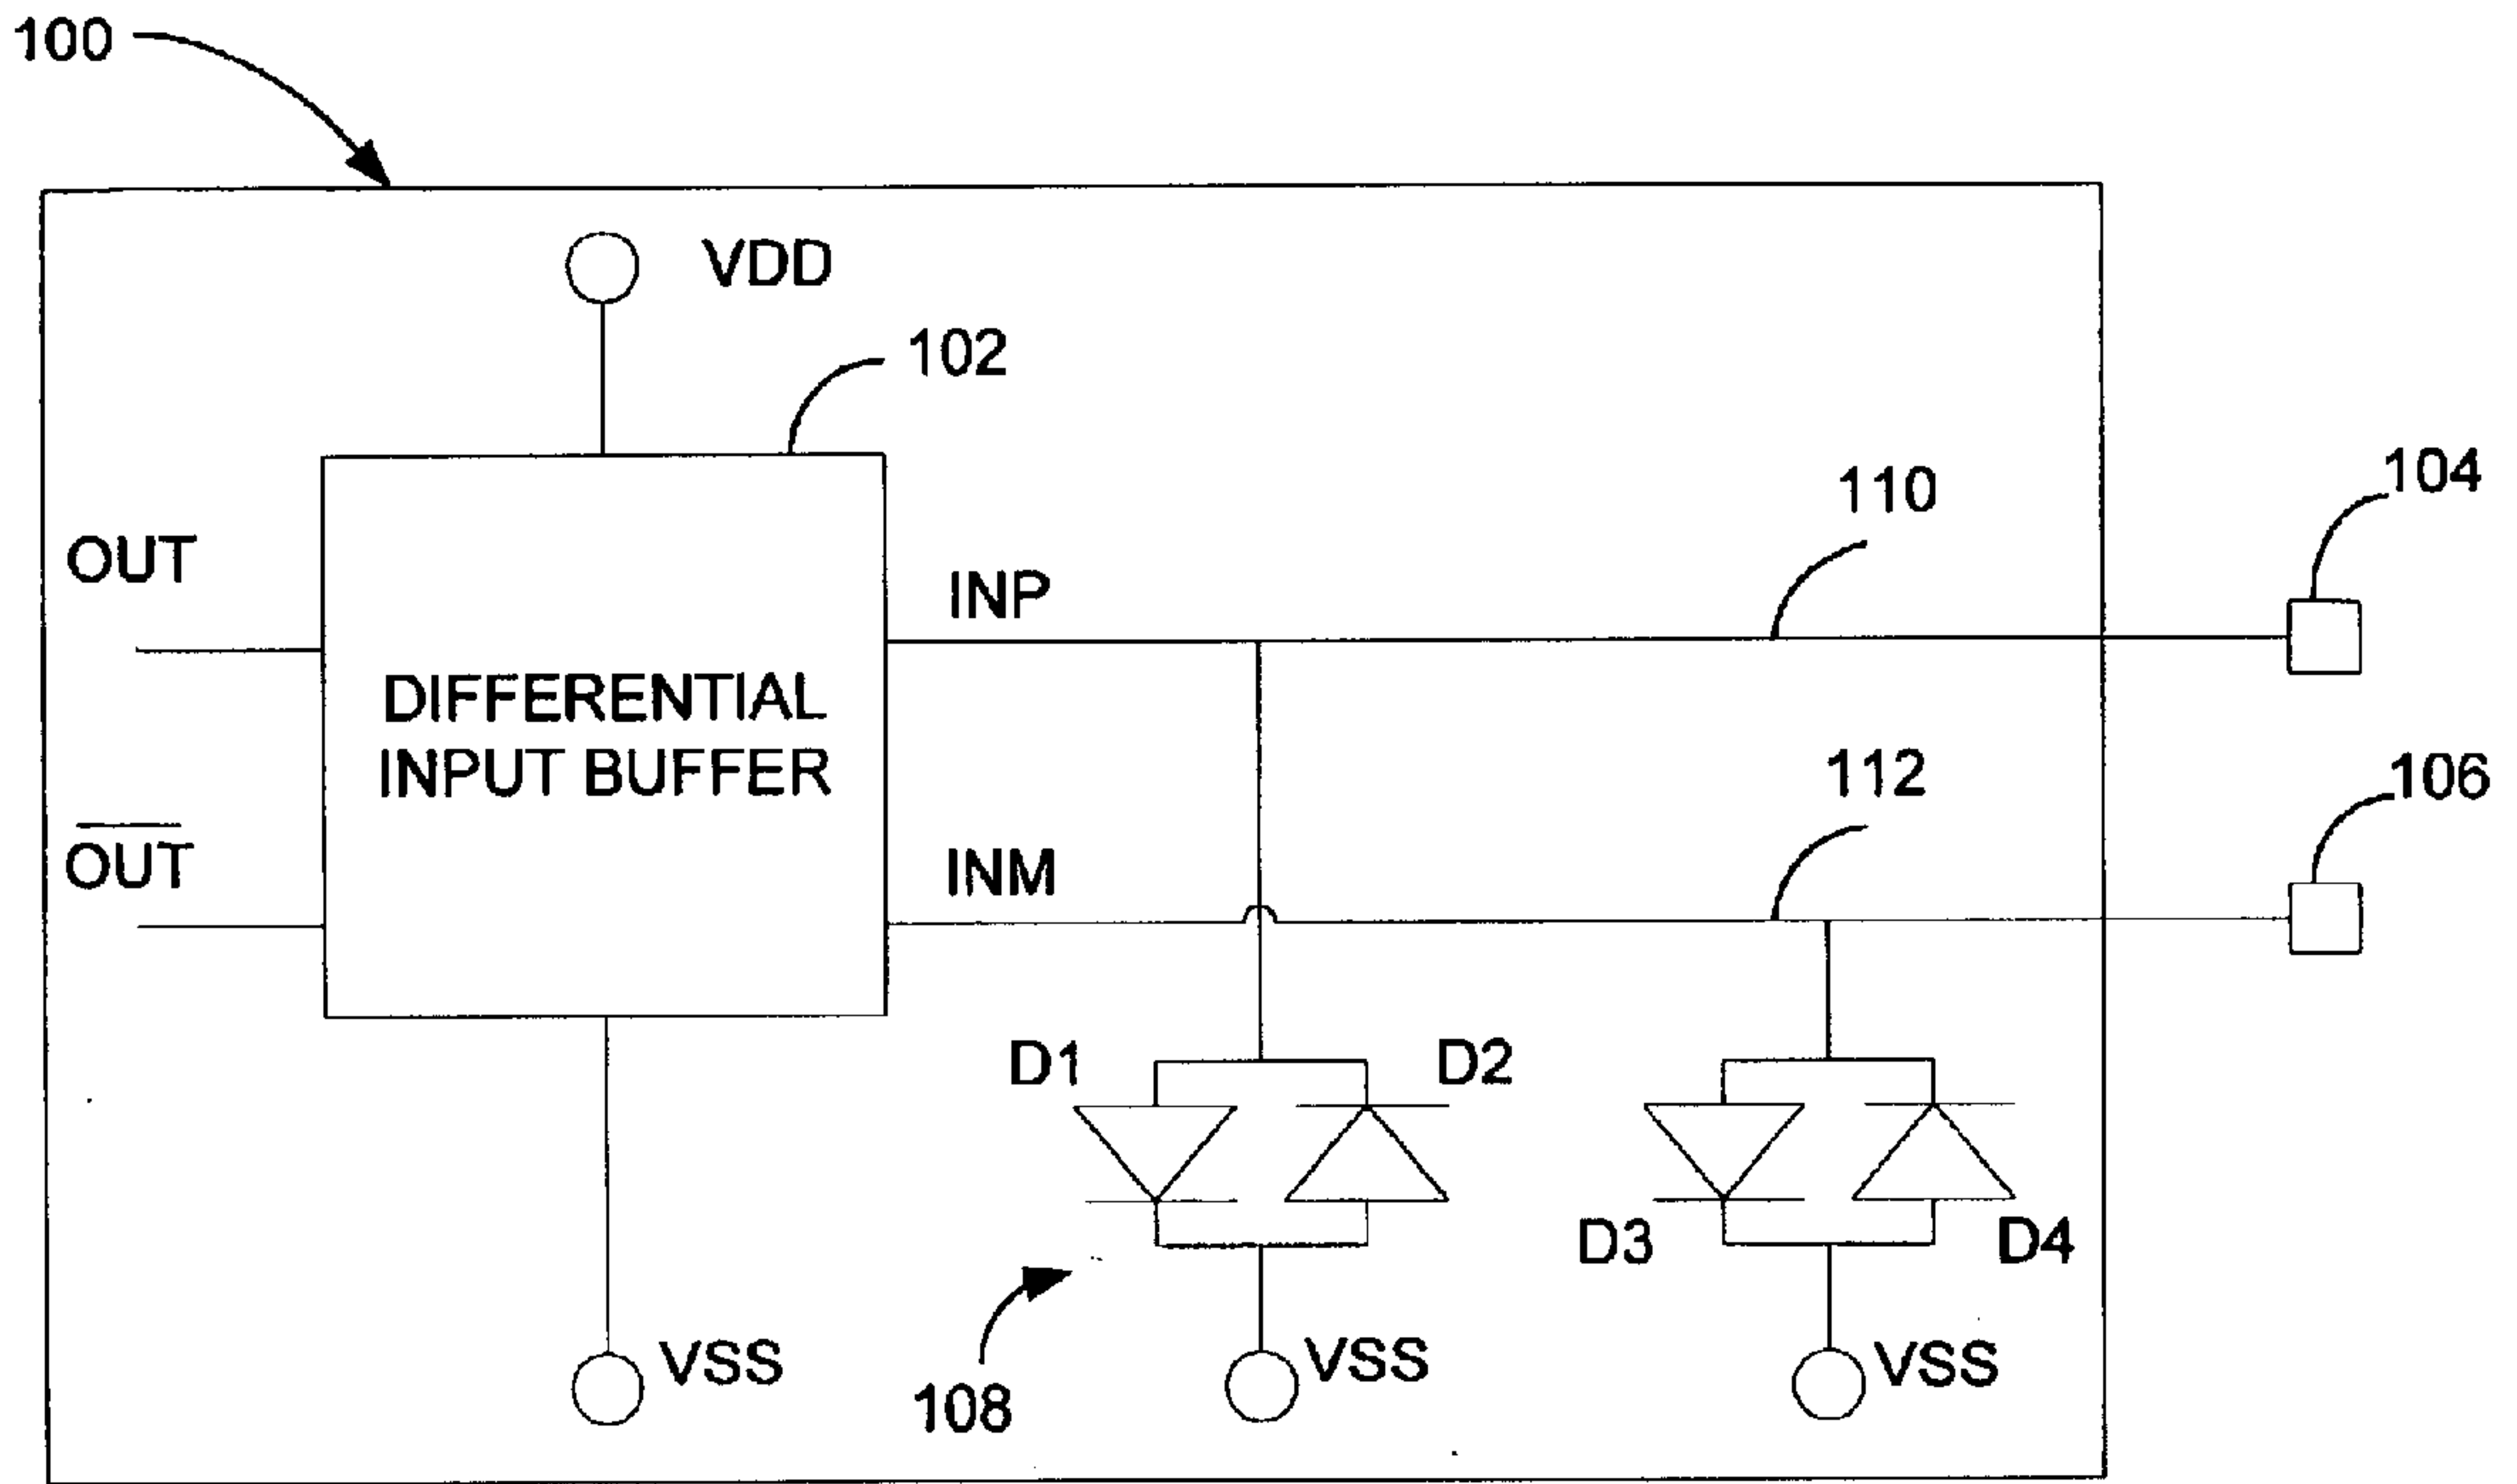 100
VDD
102
104
110
OUT
INP
DIFFERENTIAL
INPUT BUFFER
112
106
OUT
INM
D1
D2
D3
D4
VSS
VSS
VSS
108